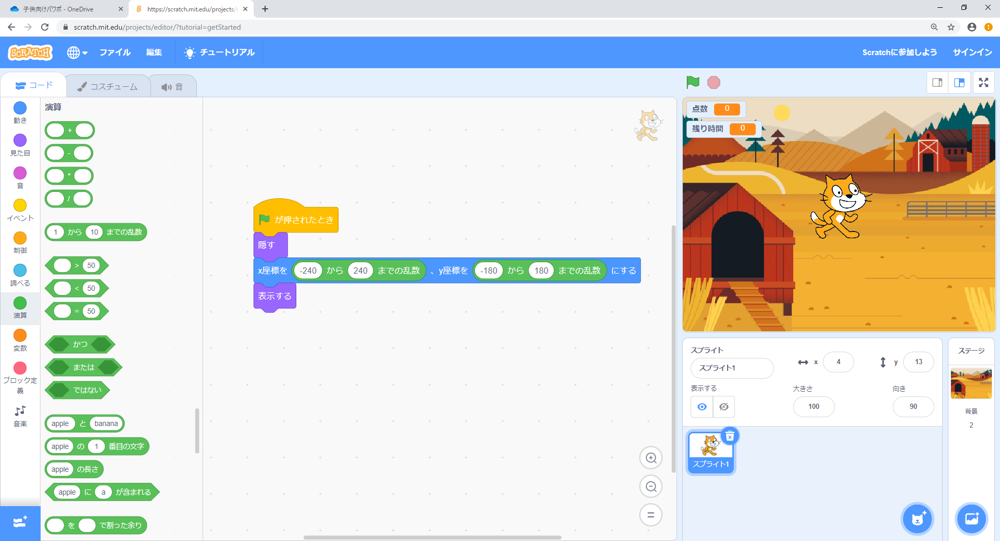 子供向けパワポ - OneDrive
https://scratch.mit.edu/projects/e
scratch.mit.edu/projects/editor/?tutorial=getStarted
SCRATCH
ファイル
編集
チュートリアル
Scratchに参加しよう
サインイン
コード
コスチューム
音
動き
見た目
音
イベント
制御
調べる
演算
変数
ブロック定
義
音楽
演算
+
-
*
/
1 から 10 までの乱数
> 50
< 50
= 50
かつ
または
ではない
apple と banana
apple の 1 番目の文字
apple の長さ
apple に a が含まれる
を で割った余り
が押されたとき
隠す
x座標を -240 から 240 までの乱数 、y座標を -180 から 180 までの乱数 にする
表示する
点数 0
残り時間 0
スプライト
スプライト1
x 4
y 13
表示する
大きさ
100
向き
90
スプライト1
ステージ
背景
2